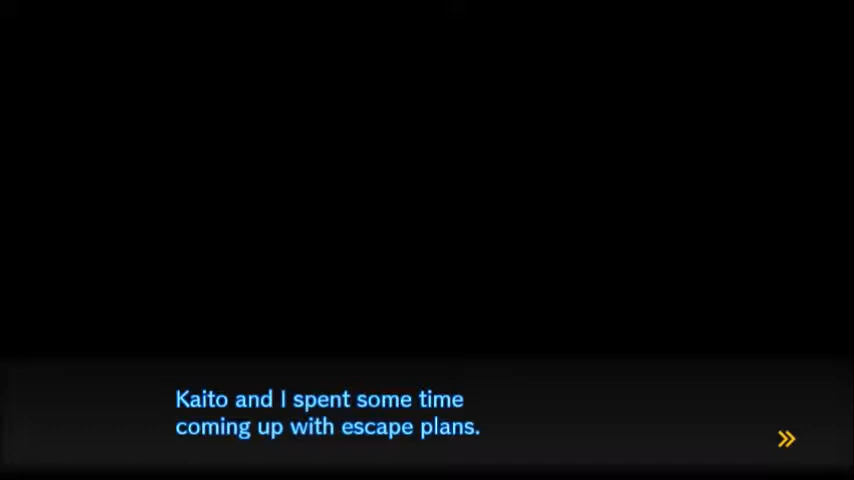 Kaito and I spent some time
coming up with escape plans.